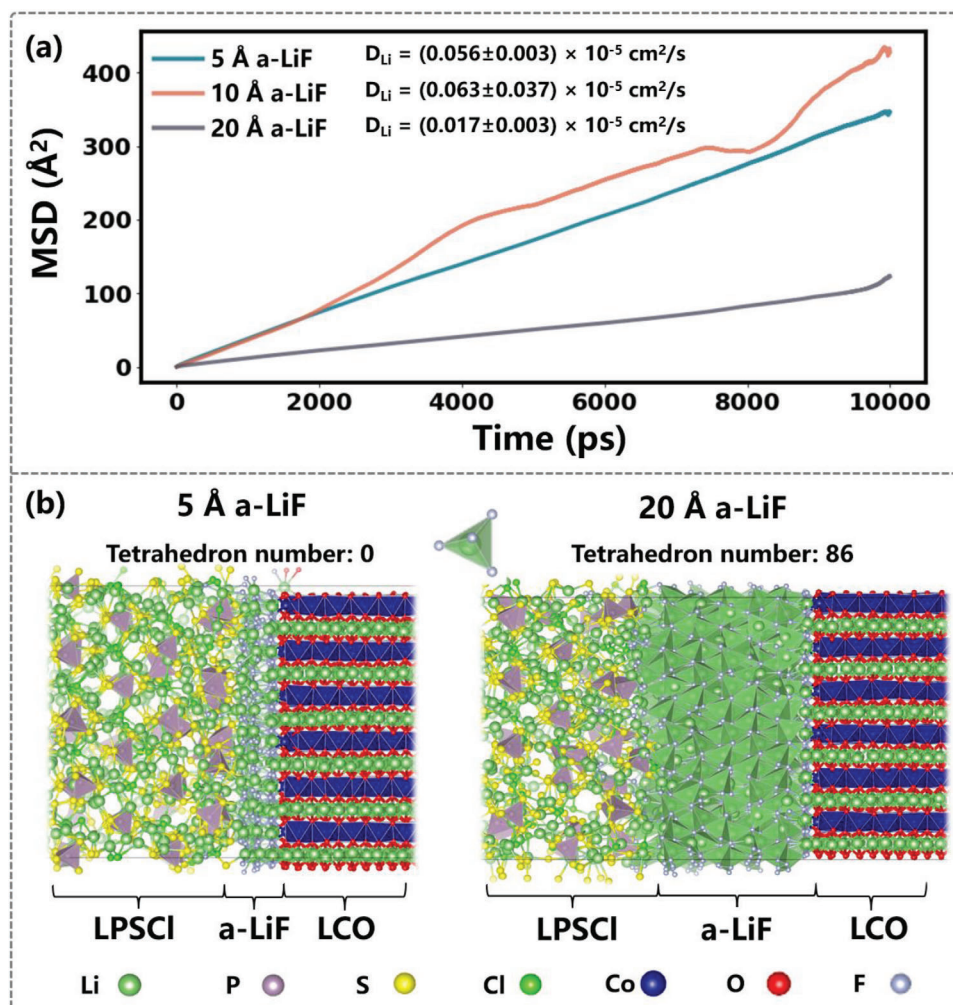 (a)
5 Å a-LiF D_Li = (0.056±0.003) × 10⁻⁵ cm²/s
10 Å a-LiF D_Li = (0.063±0.037) × 10⁻⁵ cm²/s
20 Å a-LiF D_Li = (0.017±0.003) × 10⁻⁵ cm²/s
MSD (Å²)
400
300
200
100
0
0 2000 4000 6000 8000 10000
Time (ps)
(b)
5 Å a-LiF 20 Å a-LiF
Tetrahedron number: 0 Tetrahedron number: 86
LPSCl a-LiF LCO LPSCl a-LiF LCO
Li P S Cl Co O F